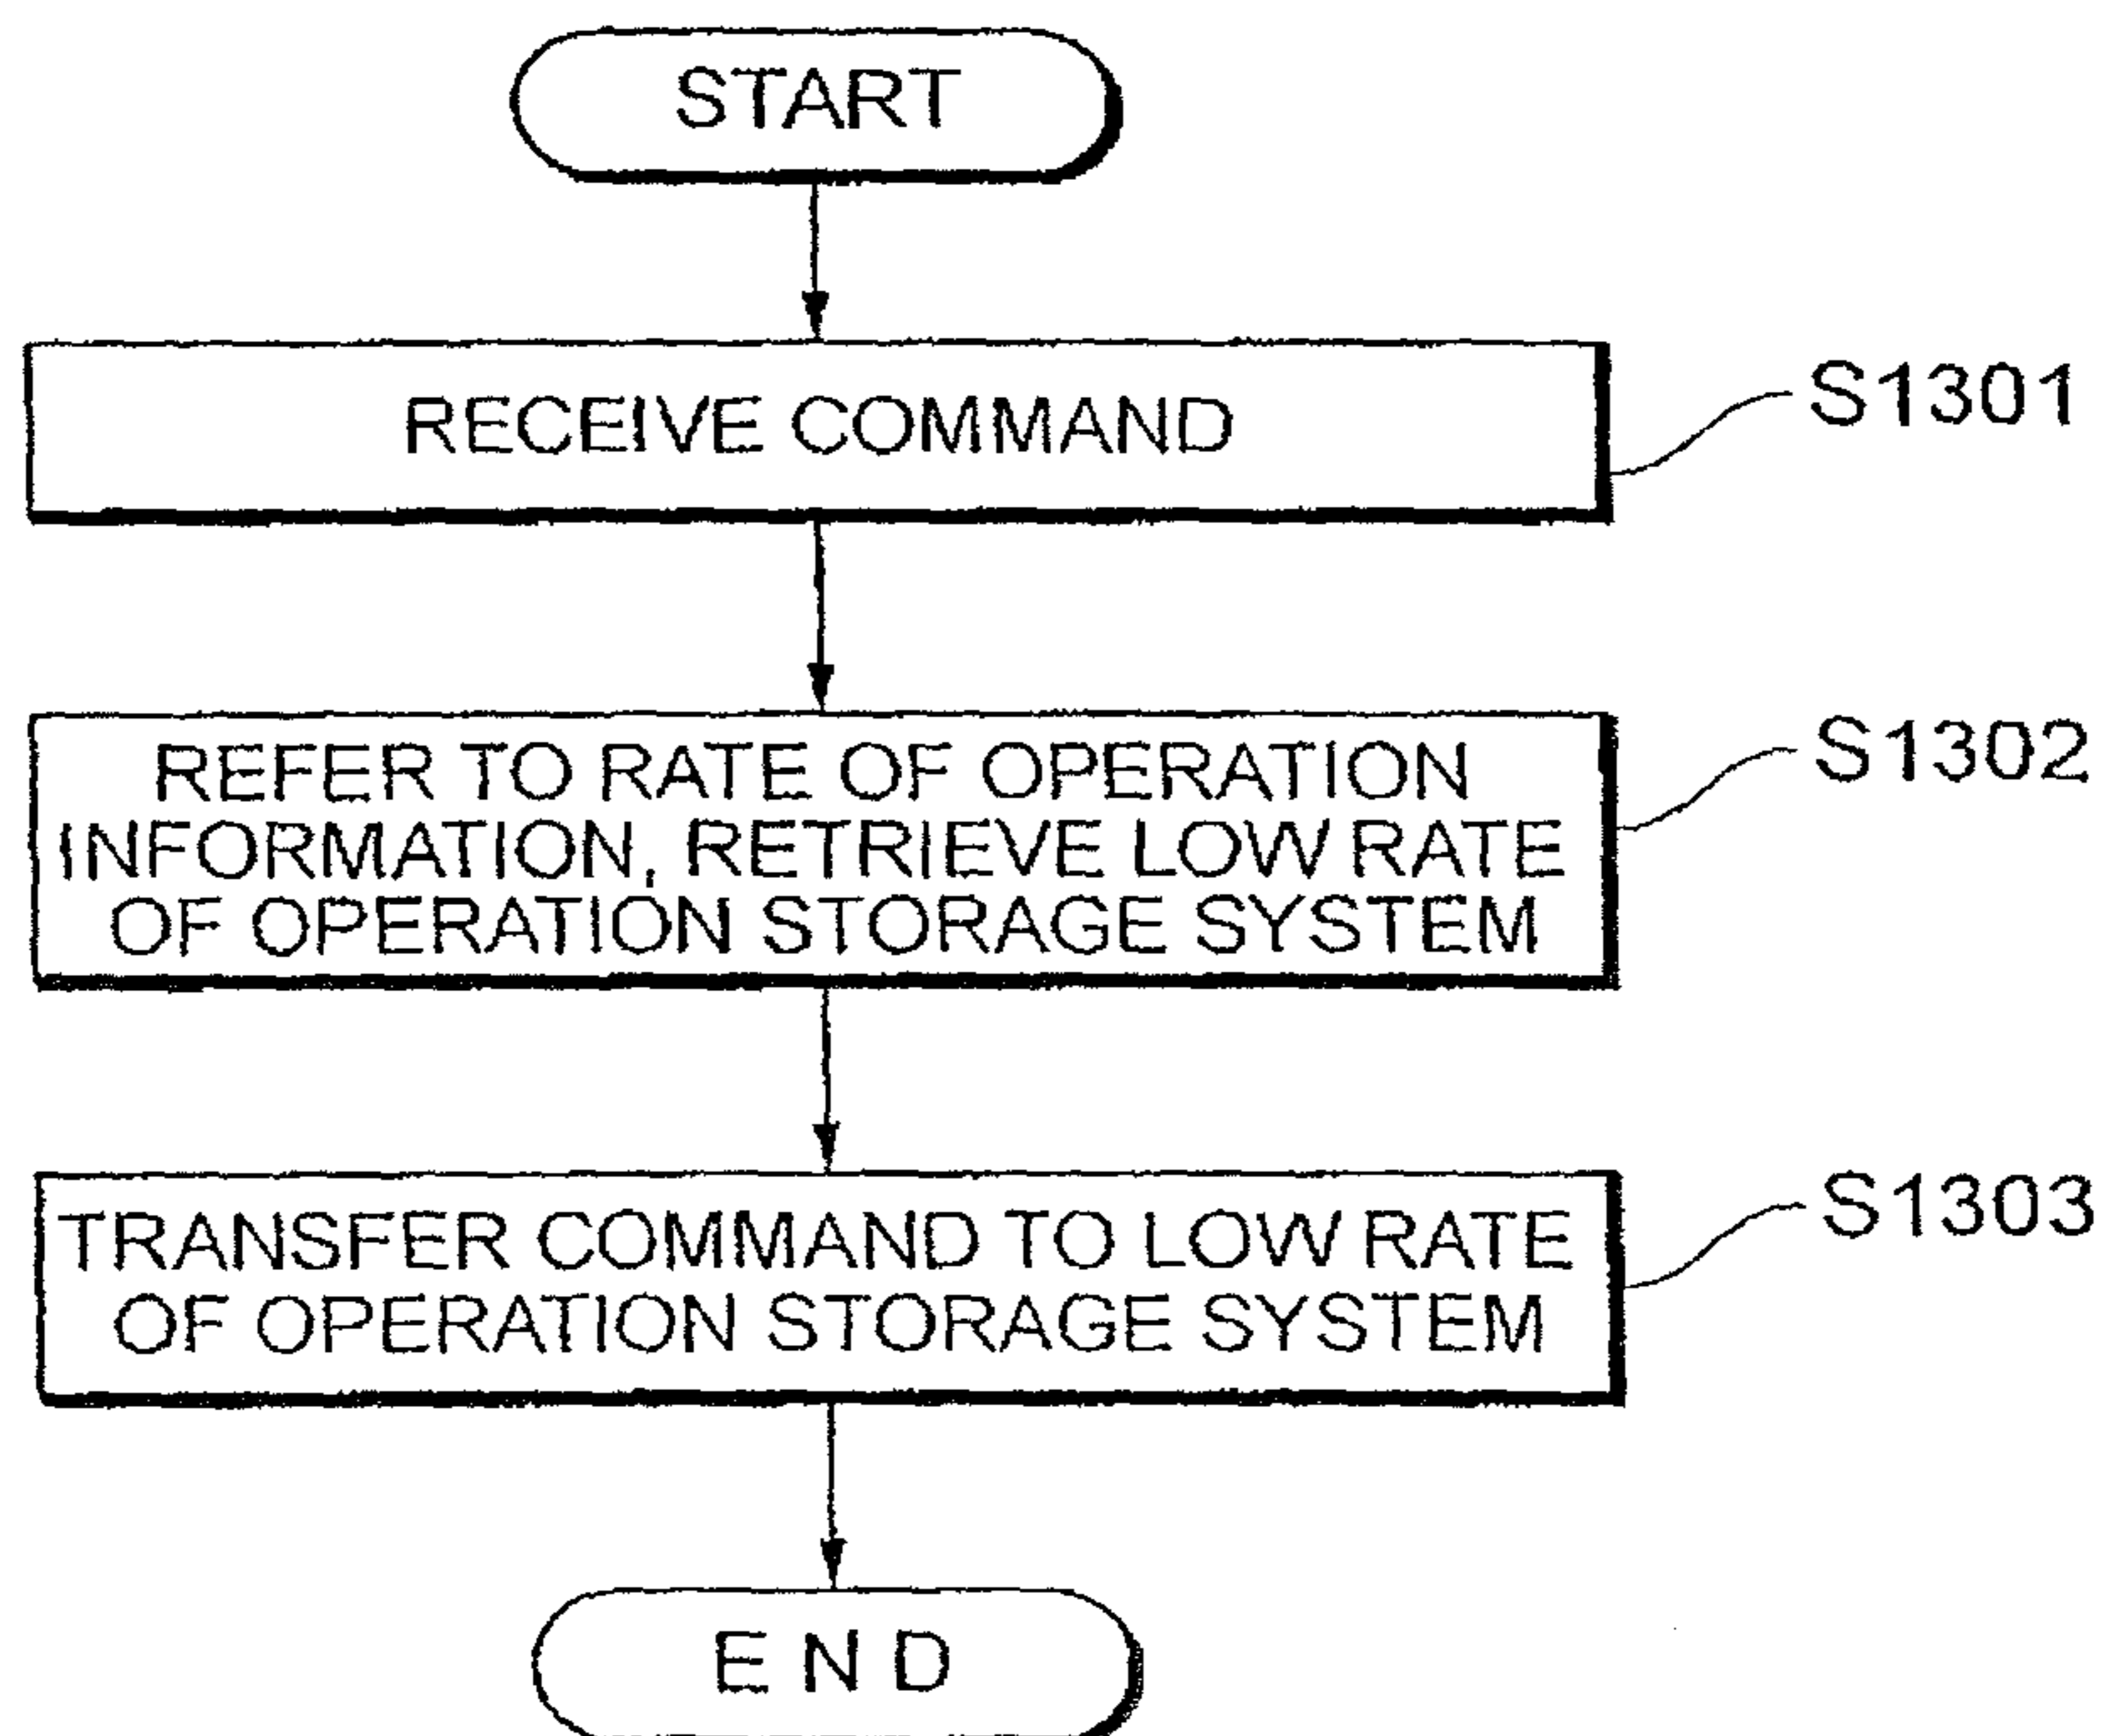 START
RECEIVE COMMAND
S1301
REFER TO RATE OF OPERATION
INFORMATION, RETRIEVE LOW RATE
OF OPERATION STORAGE SYSTEM
S1302
TRANSFER COMMAND TO LOW RATE
OF OPERATION STORAGE SYSTEM
S1303
END